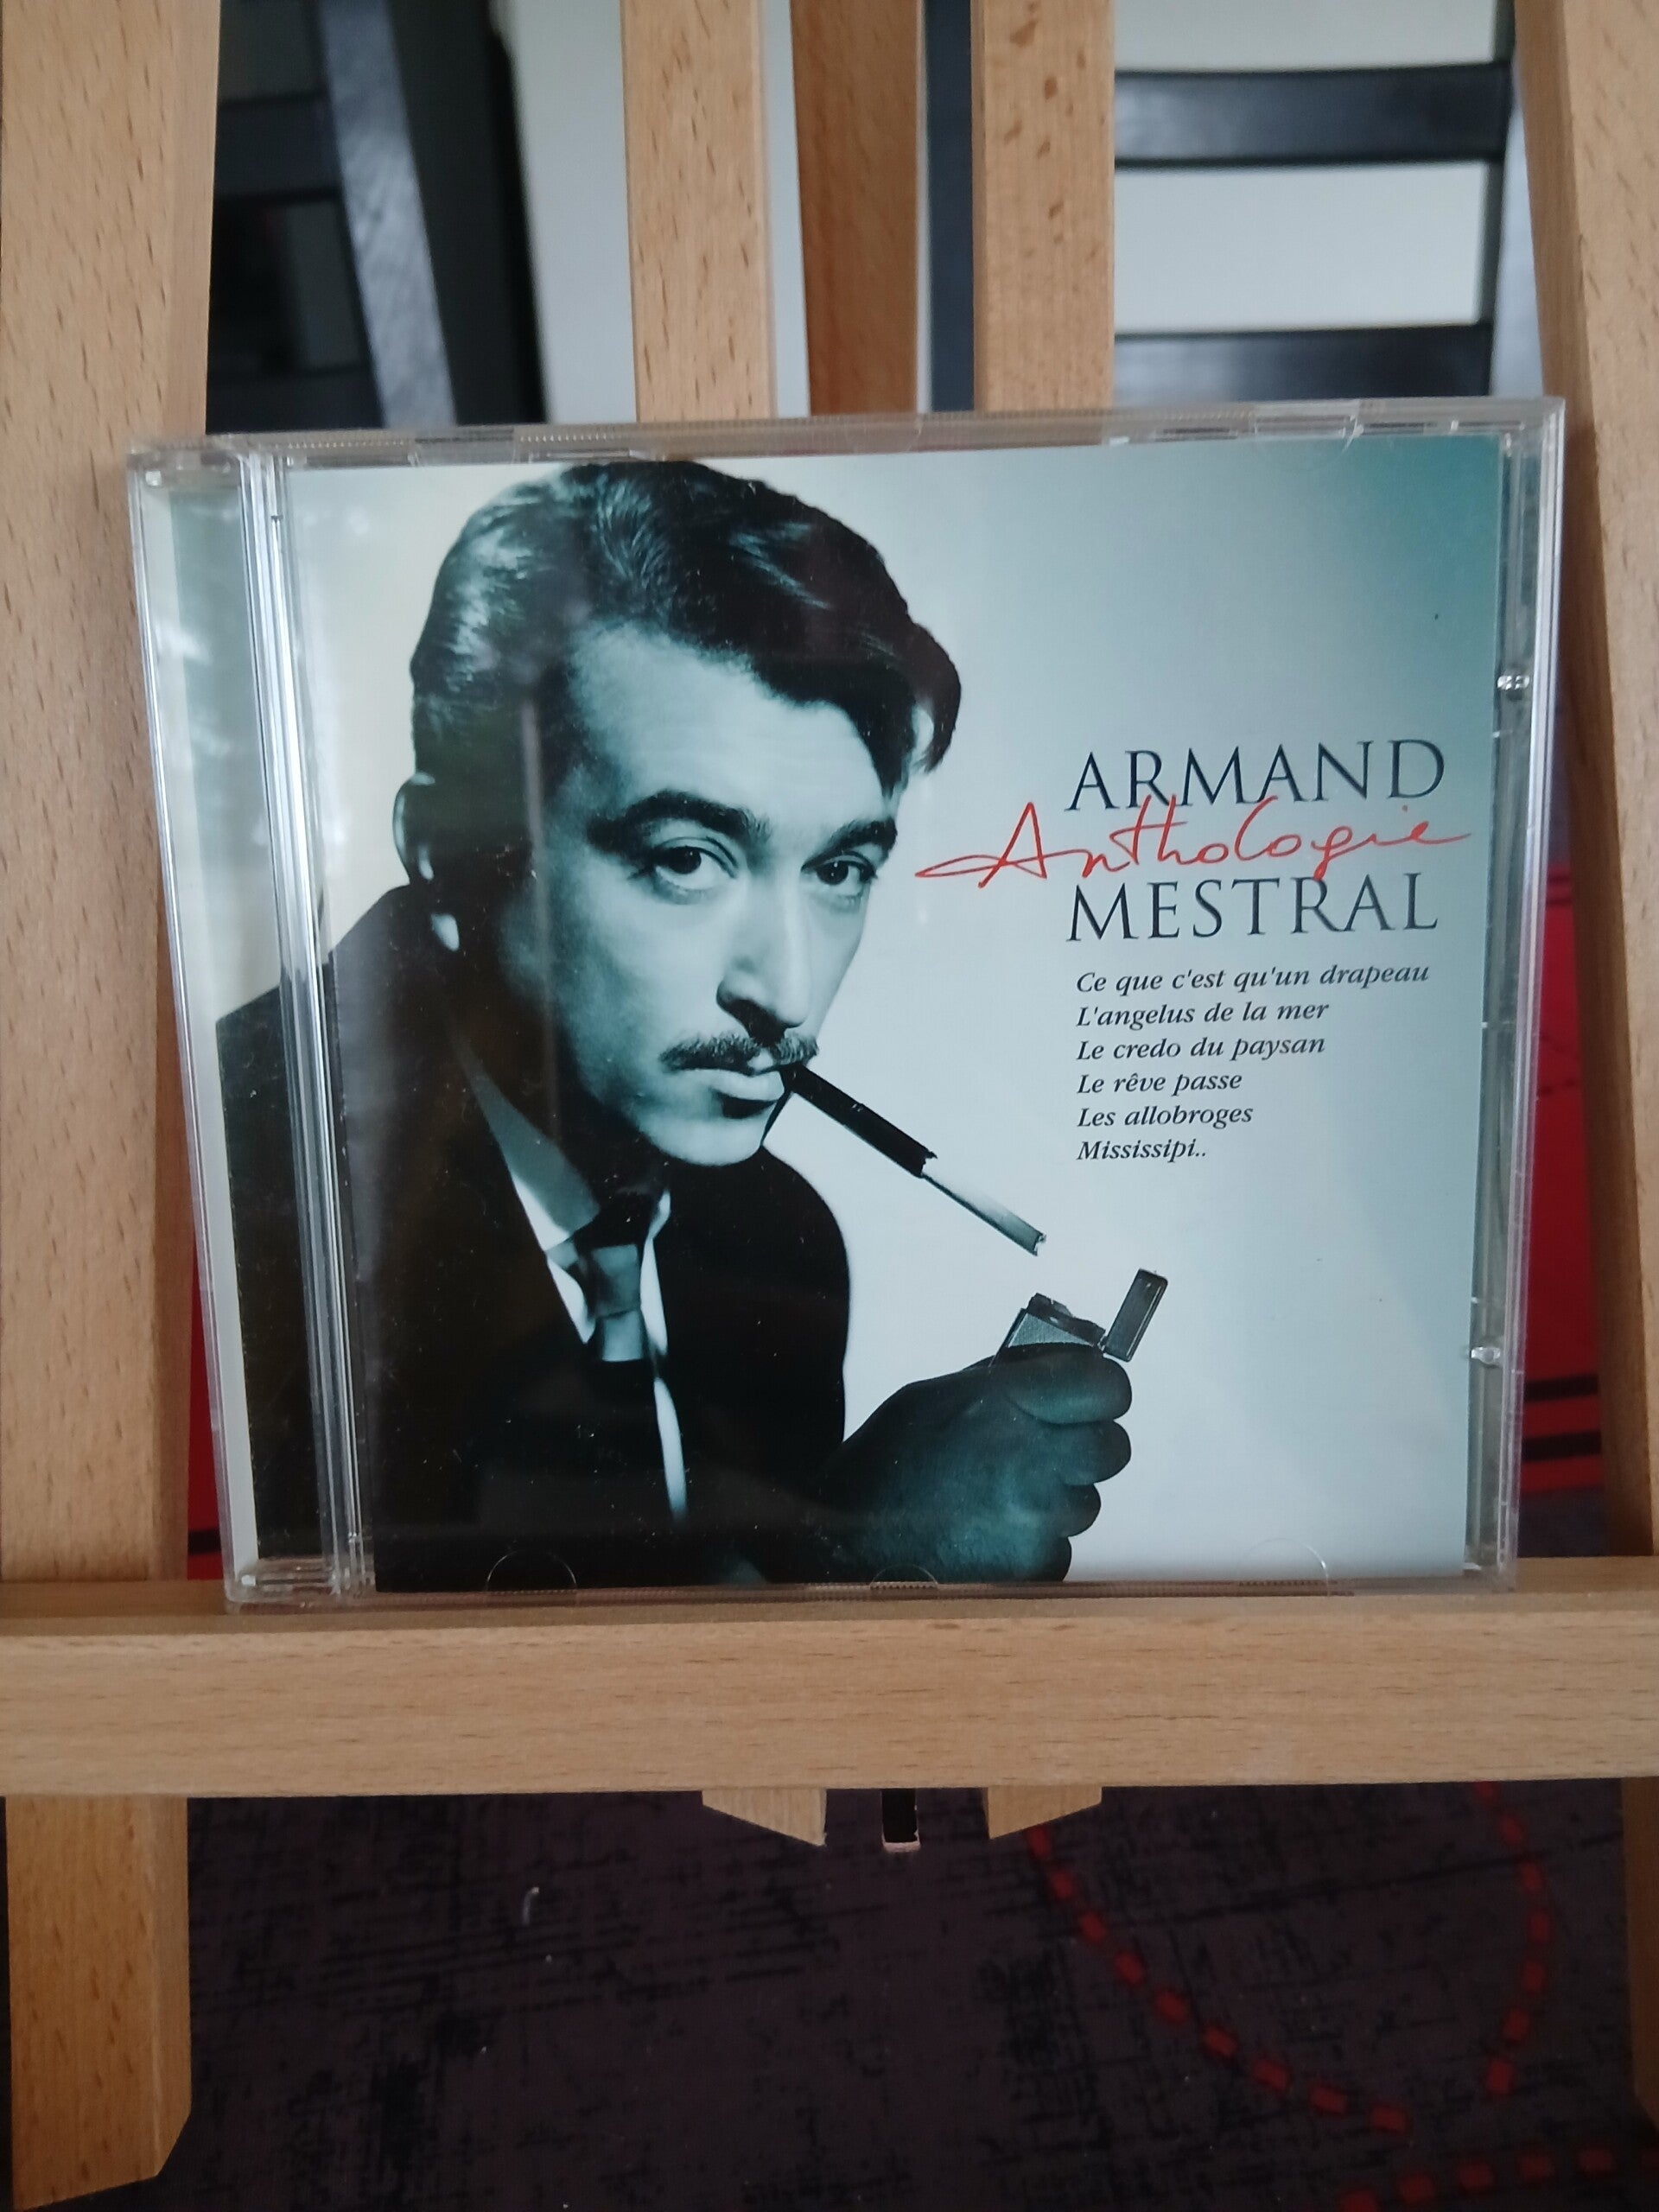 ARMAND
Anthologie
MESTRAL
Ce que c'est qu'un drapeau
L'angelus de la mer
Le credo du paysan
Le rêve passe
Les allobroges
Mississipi..